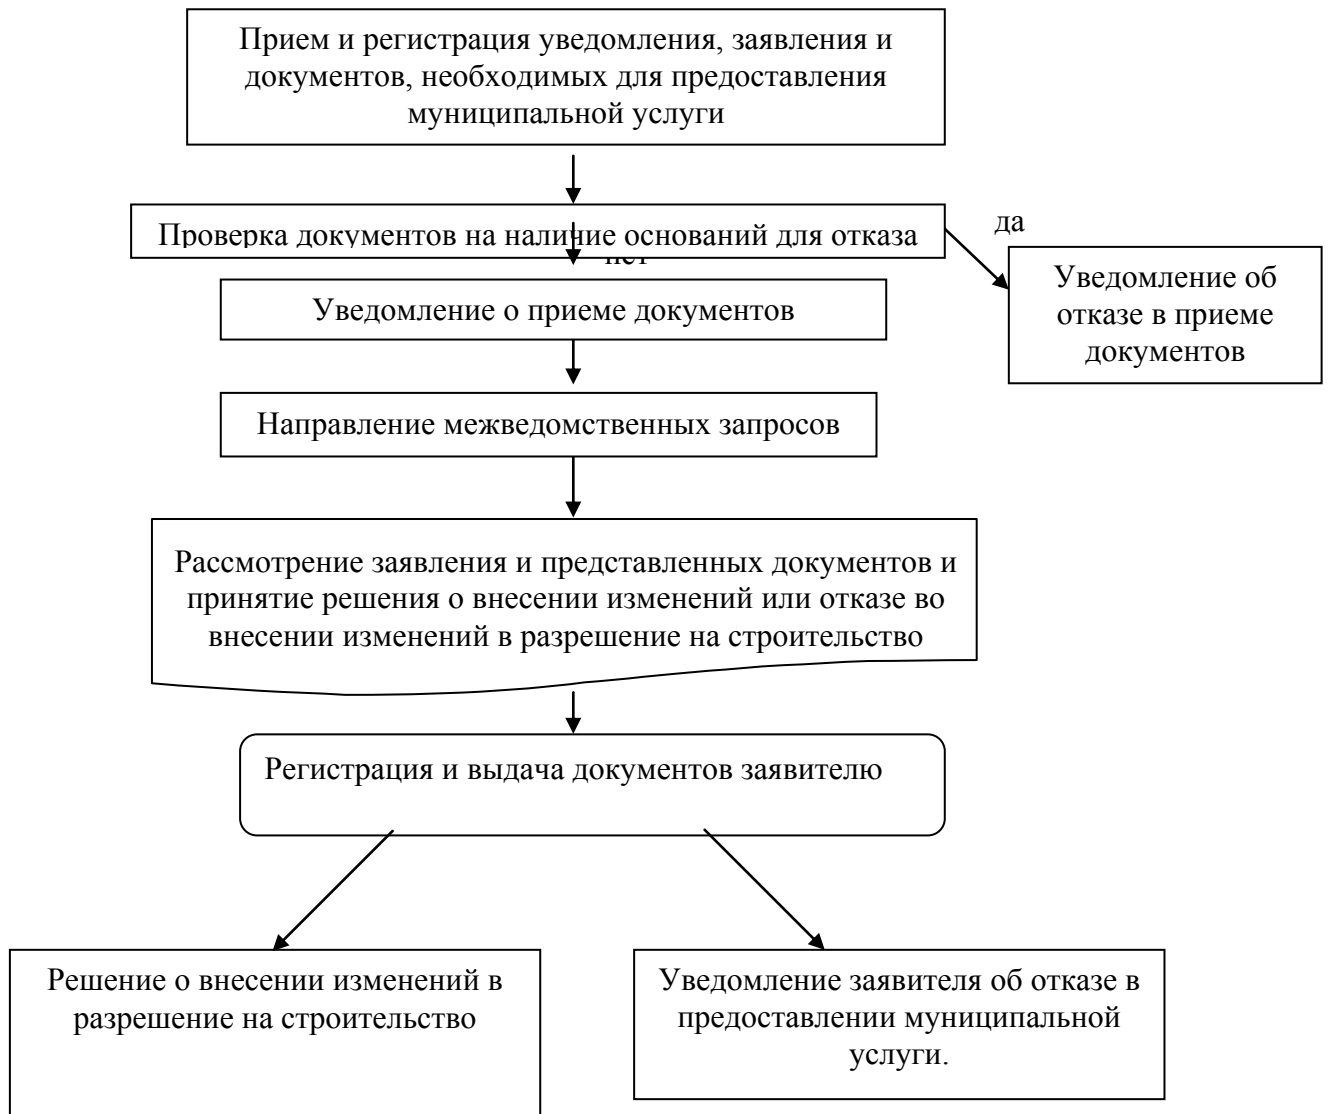 Прием и регистрация уведомления, заявления и
документов, необходимых для предоставления
муниципальной услуги
Проверка документов на наличие оснований для отказа
да
нет
Уведомление об
отказе в приеме
документов
Уведомление о приеме документов
Направление межведомственных запросов
Рассмотрение заявления и представленных документов и
принятие решения о внесении изменений или отказе во
внесении изменений в разрешение на строительство
Регистрация и выдача документов заявителю
Решение о внесении изменений в
разрешение на строительство
Уведомление заявителя об отказе в
предоставлении муниципальной
услуги.